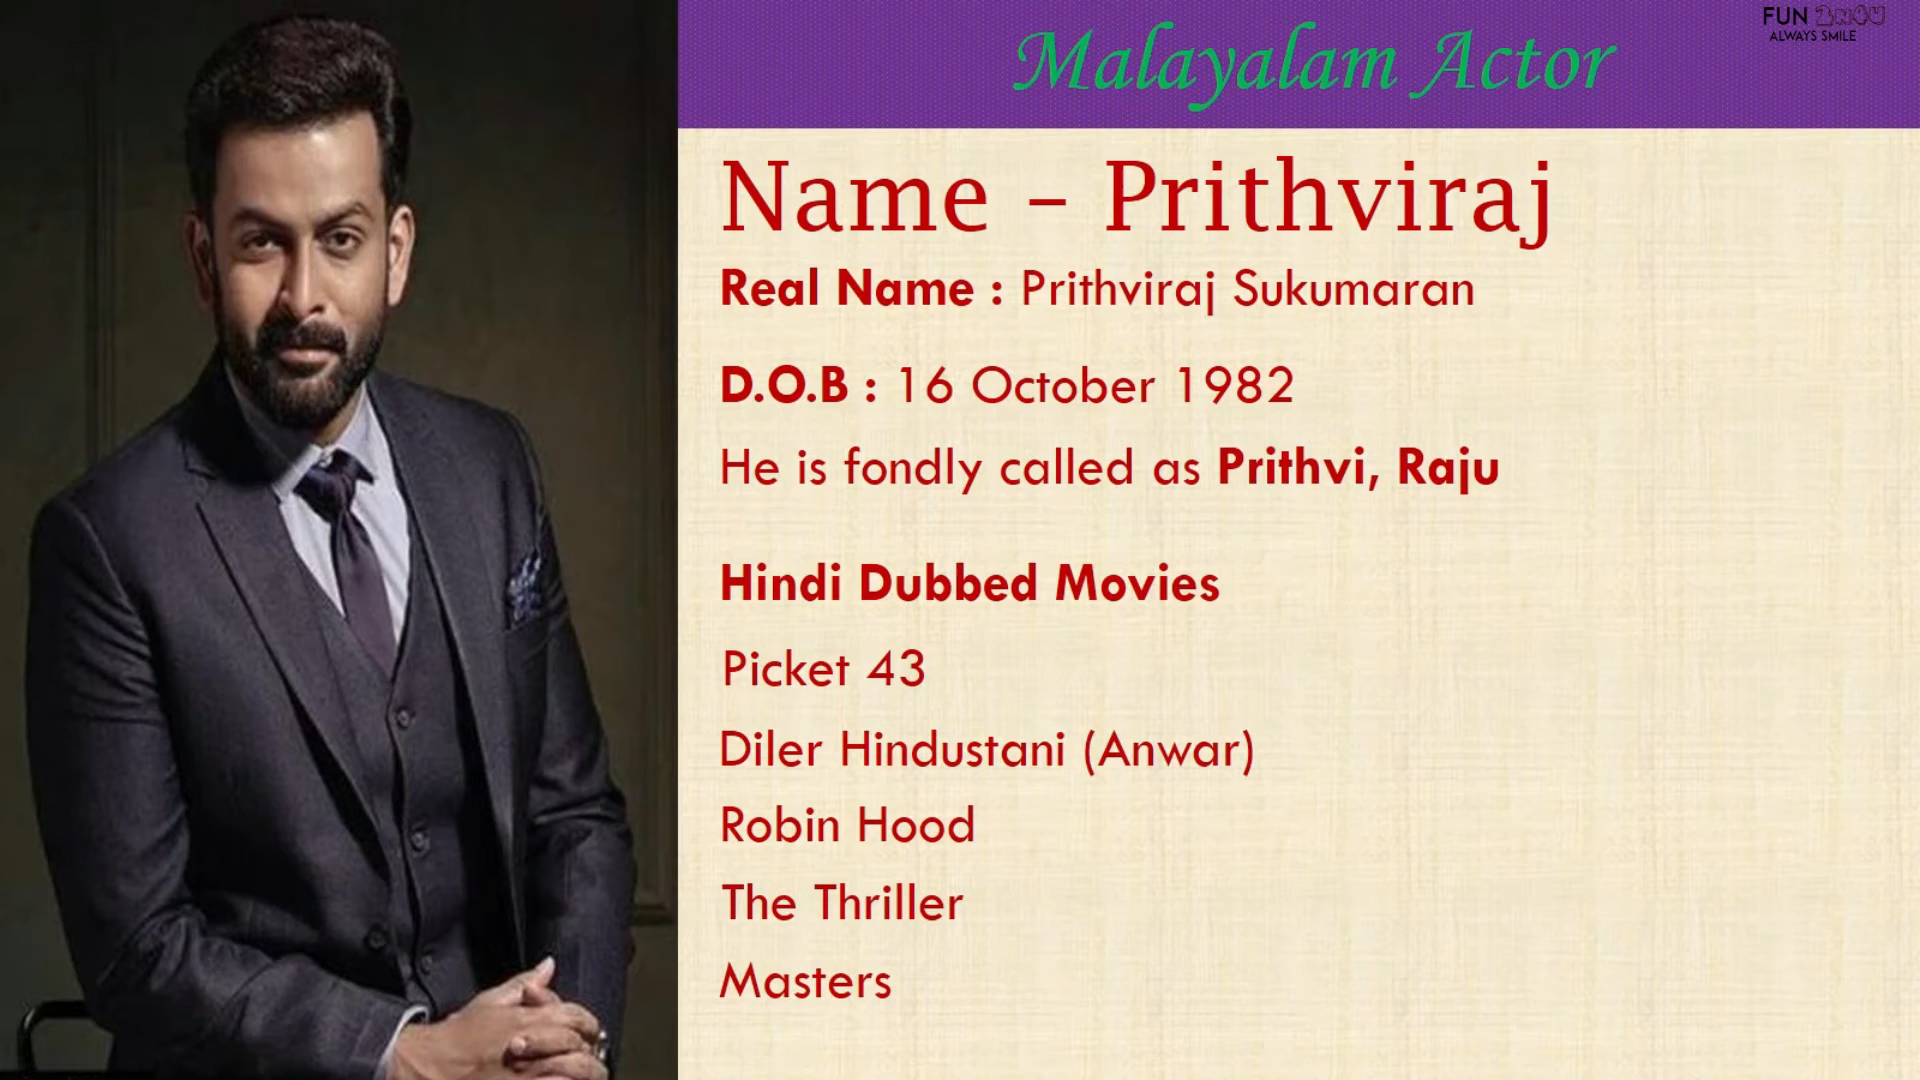 Malayalam Actor
FUN 2n4U
ALWAYS SMILE
Name – Prithviraj
Real Name : Prithviraj Sukumaran
D.O.B : 16 October 1982
He is fondly called as Prithvi, Raju
Hindi Dubbed Movies
Picket 43
Diler Hindustani (Anwar)
Robin Hood
The Thriller
Masters